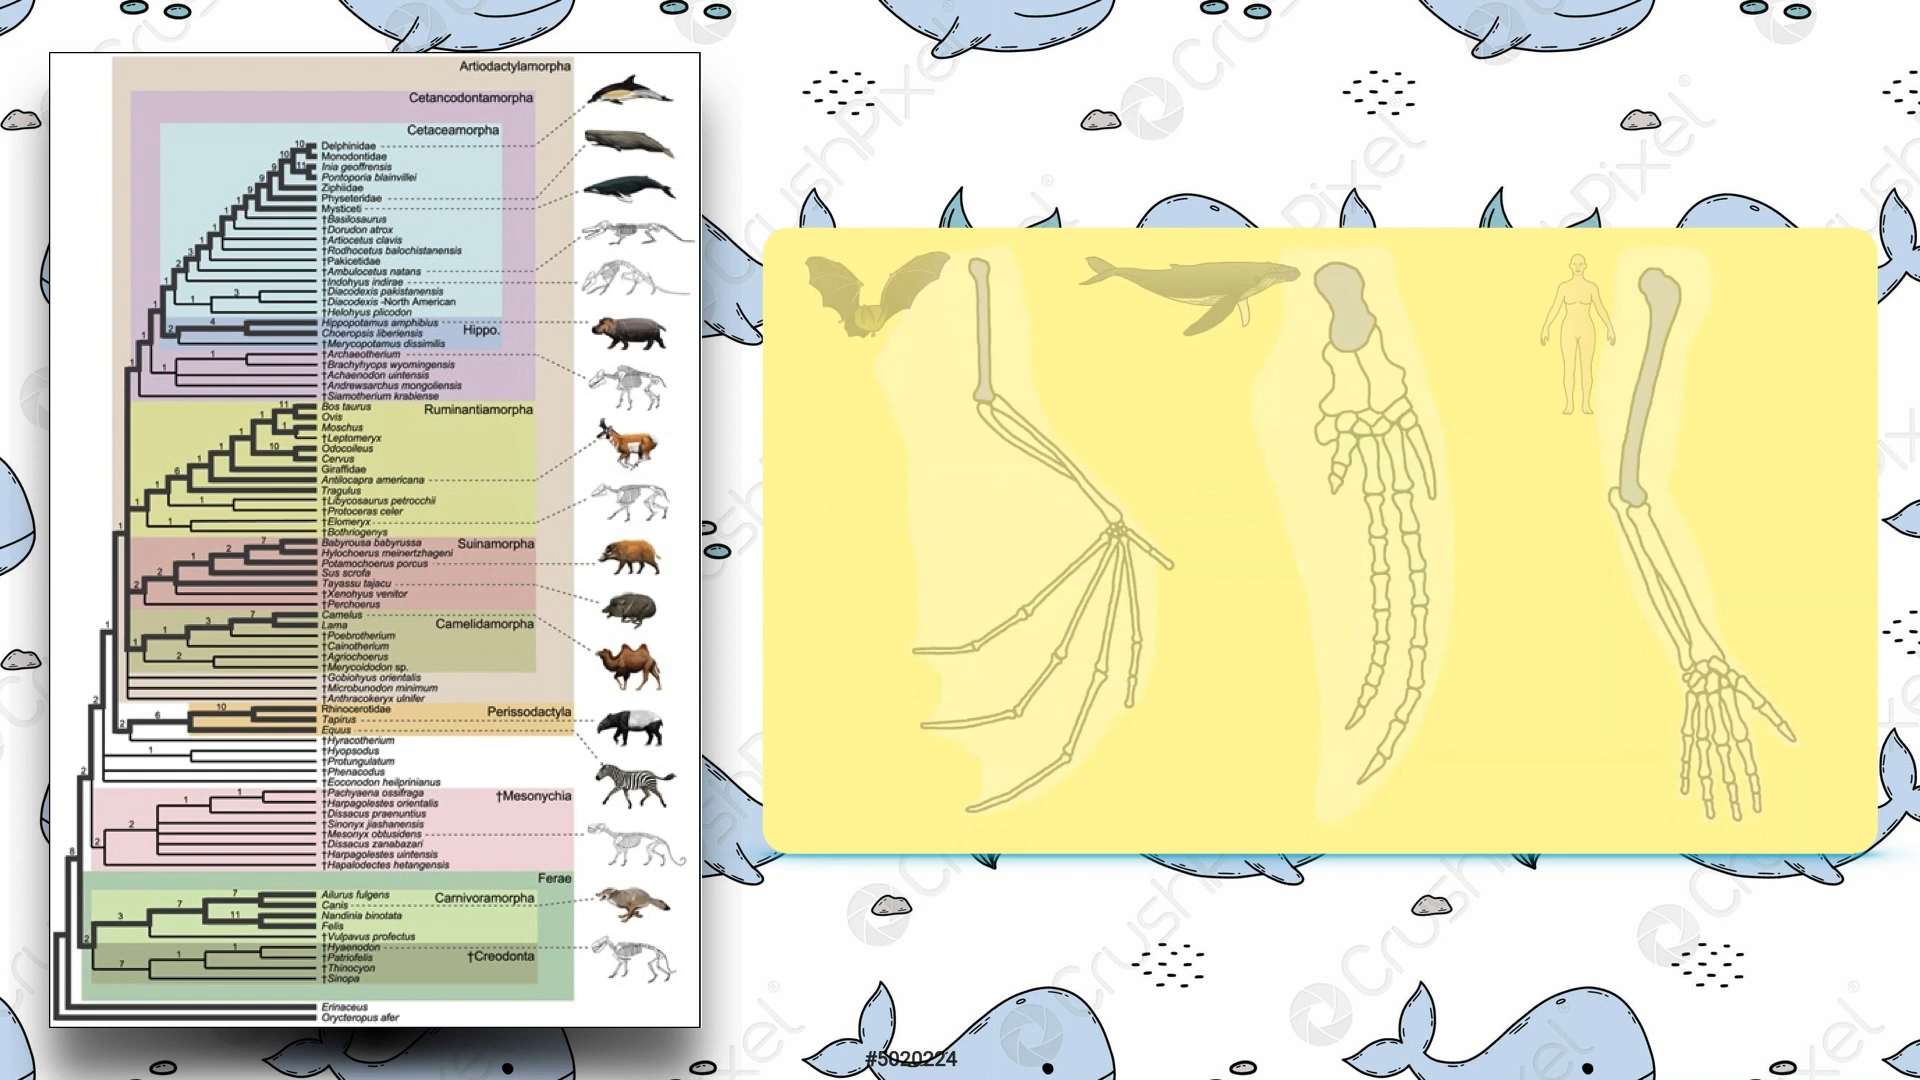 Artiodactylamorpha
Cetancodontamorpha
Cetaceamorpha
Delphinidae
Monodontidae
Inia geoffrensis
Pontoporia blainvillei
Ziphiidae
Physeteridae
Mysticeti
†Basilosaurus
†Dorudon atrox
†Artiocetus clavis
†Rodhocetus balochistanensis
†Pakicetidae
†Ambulocetus natans
†Indohyus indirae
†Diacodexis pakistanensis
†Diacodexis -North American
†Helohyus plicodon
Hippopotamus amphibius
Hippo.
Choeropsis liberiensis
†Merycopotamus dissimilis
†Archaeotherium
†Brachyhyops wyomingensis
†Achaenodon uintensis
†Andrewsarchus mongoliensis
†Siamotherium krabiense
Bos taurus
Ruminantiamorpha
Ovis
Moschus
†Leptomeryx
Odocoileus
Cervus
Giraffidae
Antilocapra americana
Tragulus
†Libycosaurus petrocchii
†Protoceras celer
†Elomeryx
†Bothriogenys
Babyrousa babyrussa
Suinamorpha
Hylochoerus meinertzhageni
Potamochoerus porcus
Sus scrofa
Tayassu tajacu
†Xenohyus venitor
†Perchoerus
Camelus
Lama
Camelidamorpha
†Poebrotherium
†Cainotherium
†Agriochoerus
†Merycoidodon sp.
†Gobiohyus orientalis
†Microbunodon minimum
†Anthracokeryx ulnifer
Rhinocerotidae
Perissodactyla
Tapirus
Equus
†Hyracotherium
†Hyopsodus
†Protungulatum
†Phenacodus
†Eoconodon heilprinianus
†Pachyaena ossifraga
†Mesonychia
†Harpagolestes orientalis
†Dissacus praenuntius
†Sinonyx jiashanensis
†Mesonyx obtusidens
†Dissacus zanabazari
†Harpagolestes uintensis
†Hapalodectes hetangensis
Ferae
Ailurus fulgens
Carnivoramorpha
Canis
Nandinia binotata
Felis
†Vulpavus profectus
†Hyaenodon
†Creodonta
†Patriofelis
†Thinocyon
†Sinopa
Erinaceus
Orycteropus afer
CrushPixel
#5020224